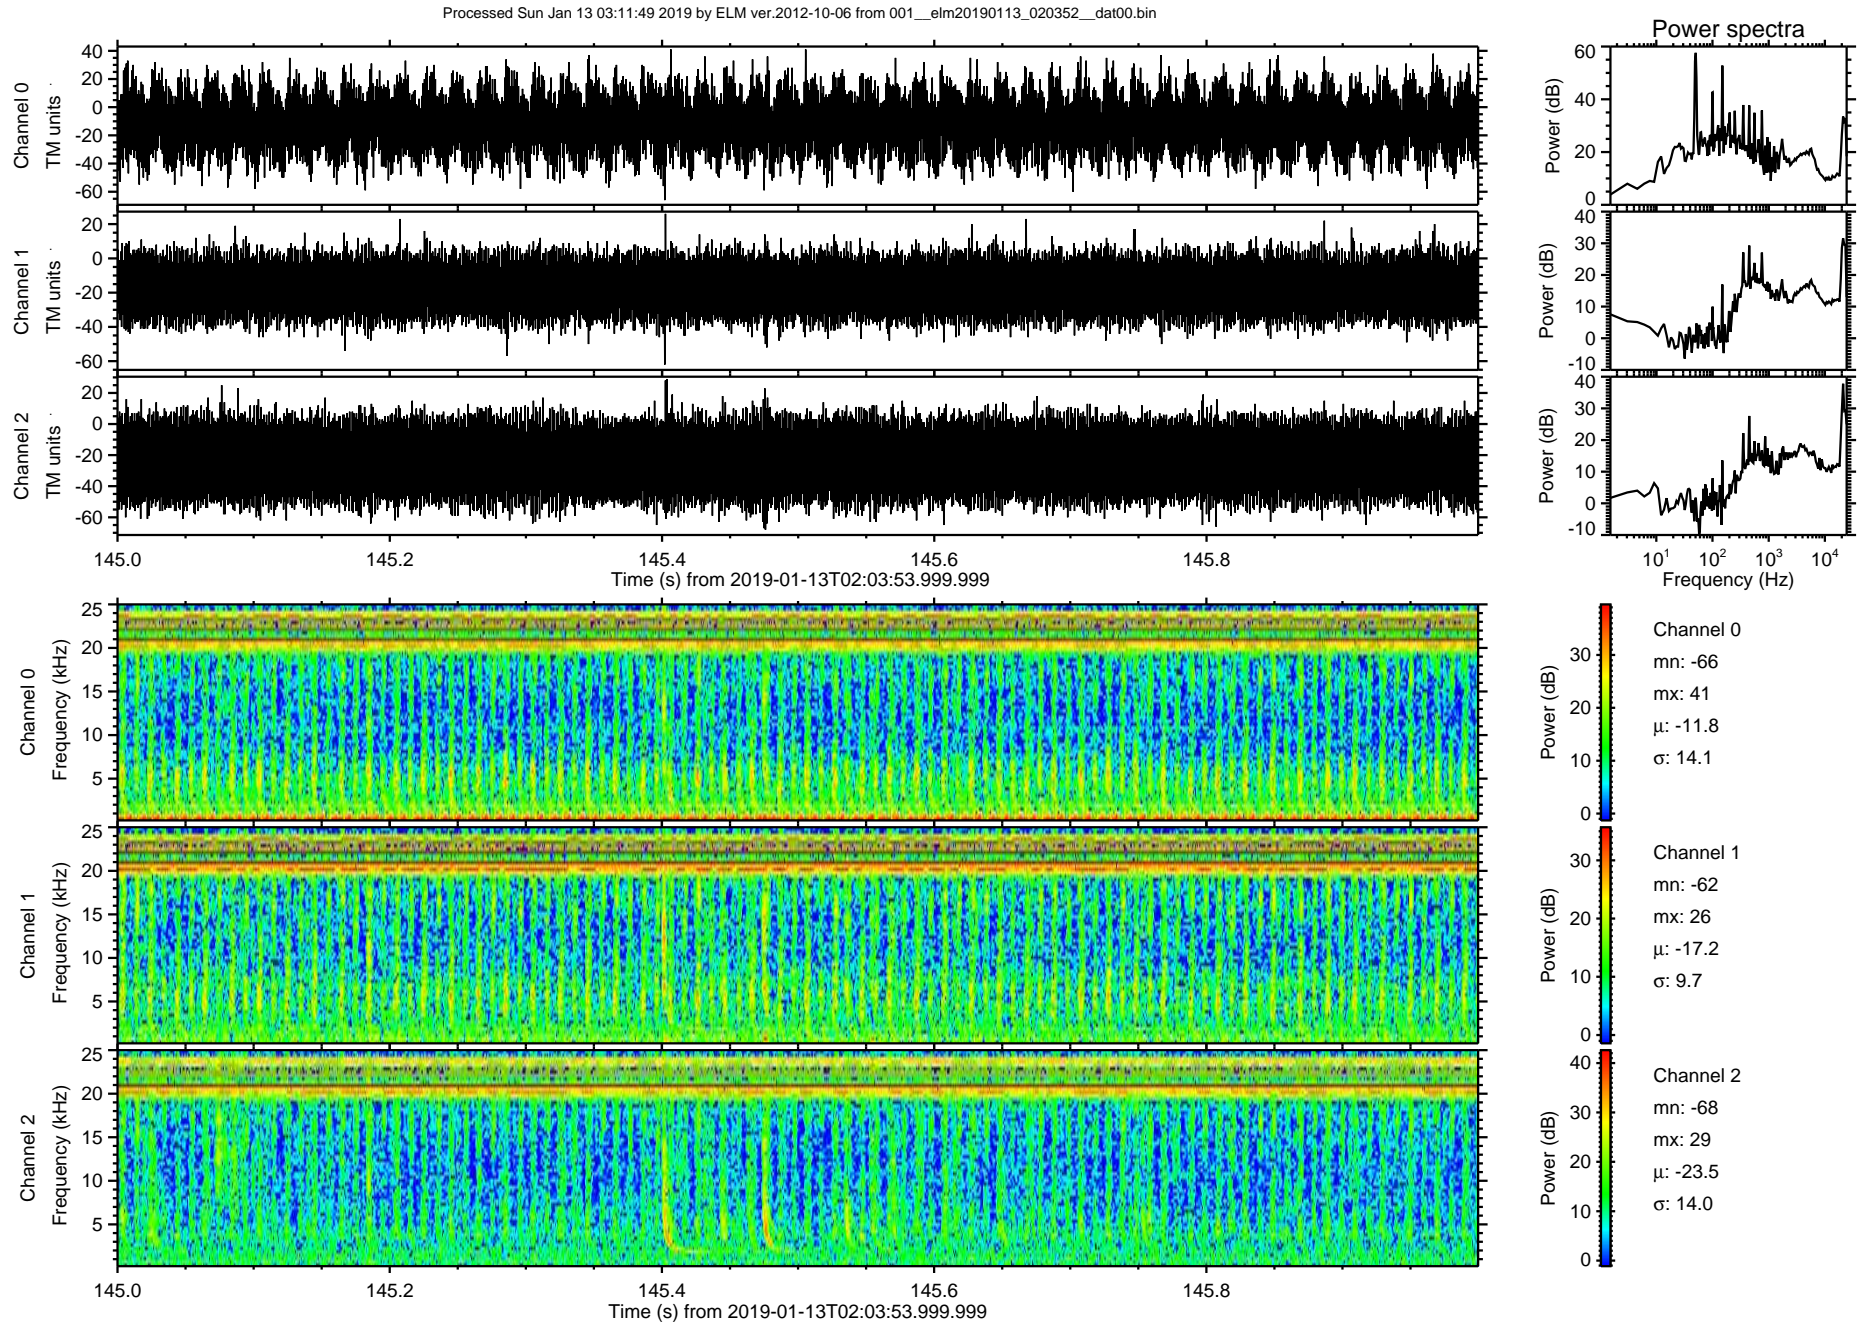 Processed Sun Jan 13 03:11:49 2019 by ELM ver.2012-10-06 from 001__elm20190113_020352__dat00.bin
Power spectra
Channel 0
TM units
40
20
0
-20
-40
-60
Power (dB)
60
40
20
0
Channel 1
TM units
20
0
-20
-40
-60
Power (dB)
40
30
20
10
0
-10
Channel 2
TM units
20
0
-20
-40
-60
Power (dB)
40
30
20
10
0
-10
145.0 145.2 145.4 145.6 145.8
Time (s) from 2019-01-13T02:03:53.999.999
10^1 10^2 10^3 10^4
Frequency (Hz)
Channel 0
Frequency (kHz)
25
20
15
10
5
Power (dB)
30
20
10
0
Channel 0
mn: -66
mx: 41
μ: -11.8
σ: 14.1
Channel 1
Frequency (kHz)
25
20
15
10
5
Power (dB)
30
20
10
0
Channel 1
mn: -62
mx: 26
μ: -17.2
σ: 9.7
Channel 2
Frequency (kHz)
25
20
15
10
5
Power (dB)
40
30
20
10
0
Channel 2
mn: -68
mx: 29
μ: -23.5
σ: 14.0
145.0 145.2 145.4 145.6 145.8
Time (s) from 2019-01-13T02:03:53.999.999